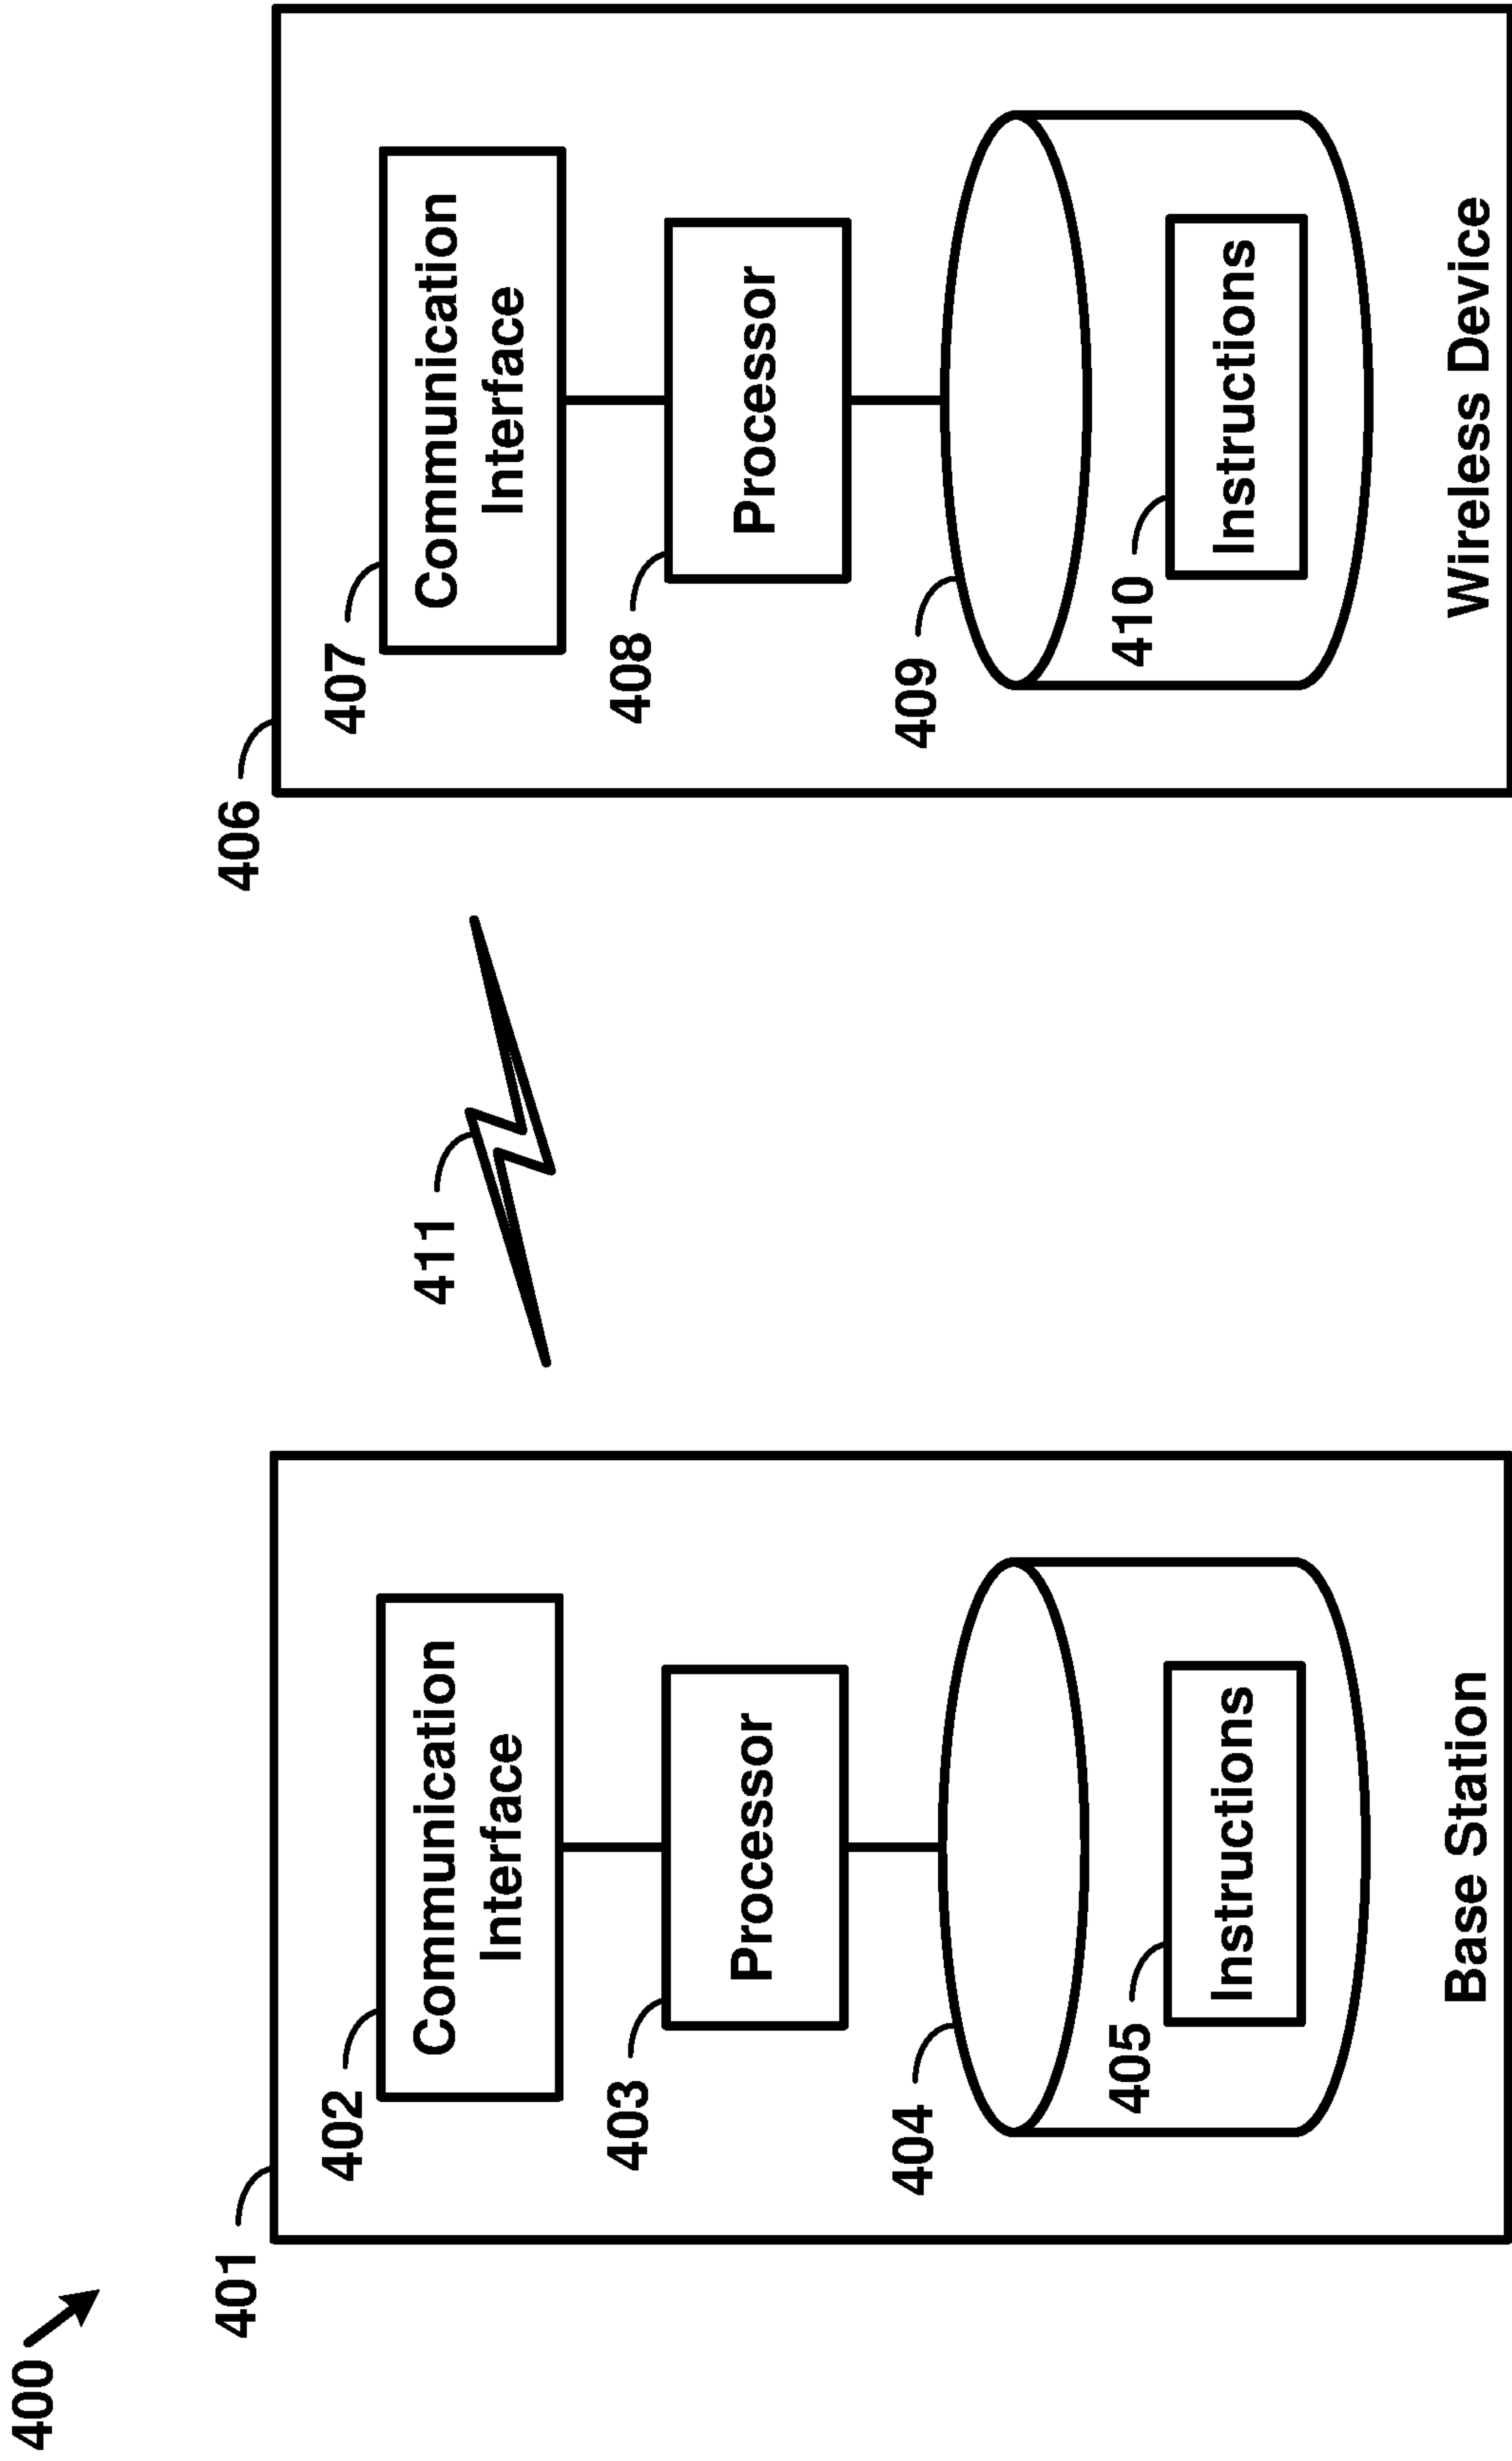 400
401
402
Communication
Interface
403
Processor
404
405
Instructions
Base Station
411
406
407
Communication
Interface
408
Processor
409
410
Instructions
Wireless Device